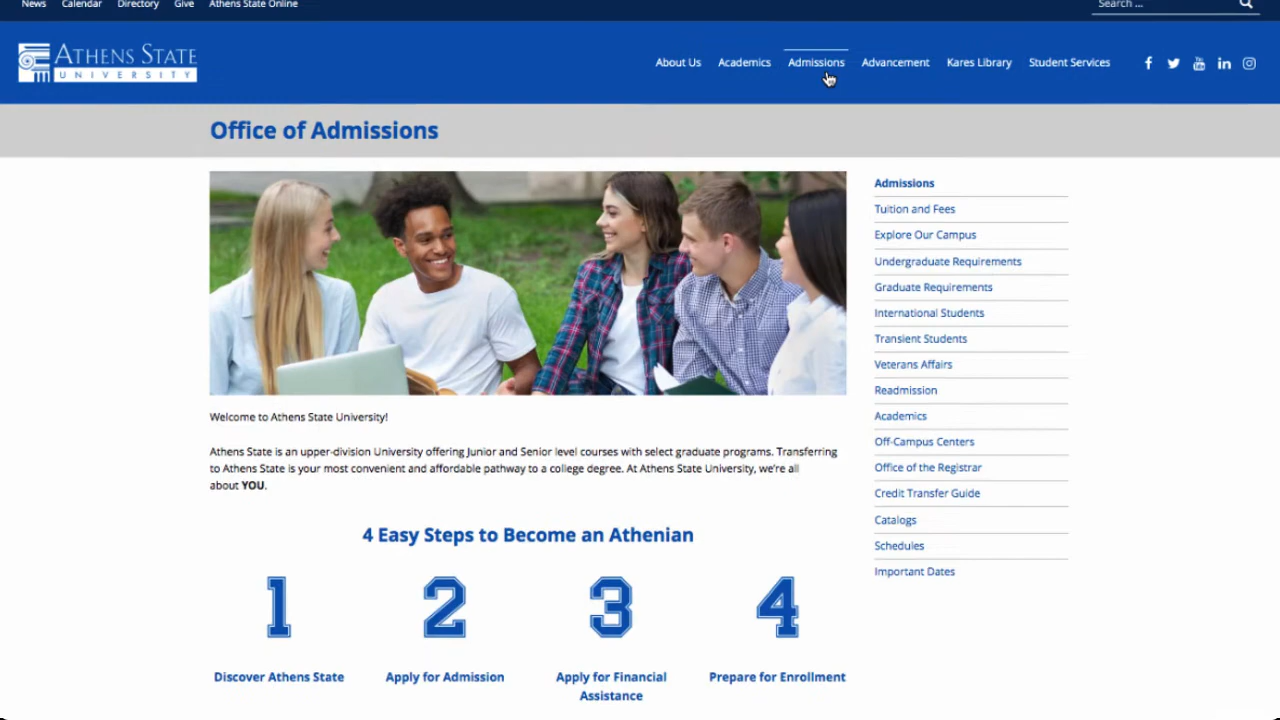 News Calendar Directory Give Athens State Online Search ...
ATHENS STATE
UNIVERSITY
About Us Academics Admissions Advancement Kares Library Student Services
Office of Admissions
Welcome to Athens State University!
Athens State is an upper-division University offering Junior and Senior level courses with select graduate programs. Transferring
to Athens State is your most convenient and affordable pathway to a college degree. At Athens State University, we're all
about YOU.
4 Easy Steps to Become an Athenian
1 2 3 4
Discover Athens State Apply for Admission Apply for Financial Prepare for Enrollment
Assistance
Admissions
Tuition and Fees
Explore Our Campus
Undergraduate Requirements
Graduate Requirements
International Students
Transient Students
Veterans Affairs
Readmission
Academics
Off-Campus Centers
Office of the Registrar
Credit Transfer Guide
Catalogs
Schedules
Important Dates